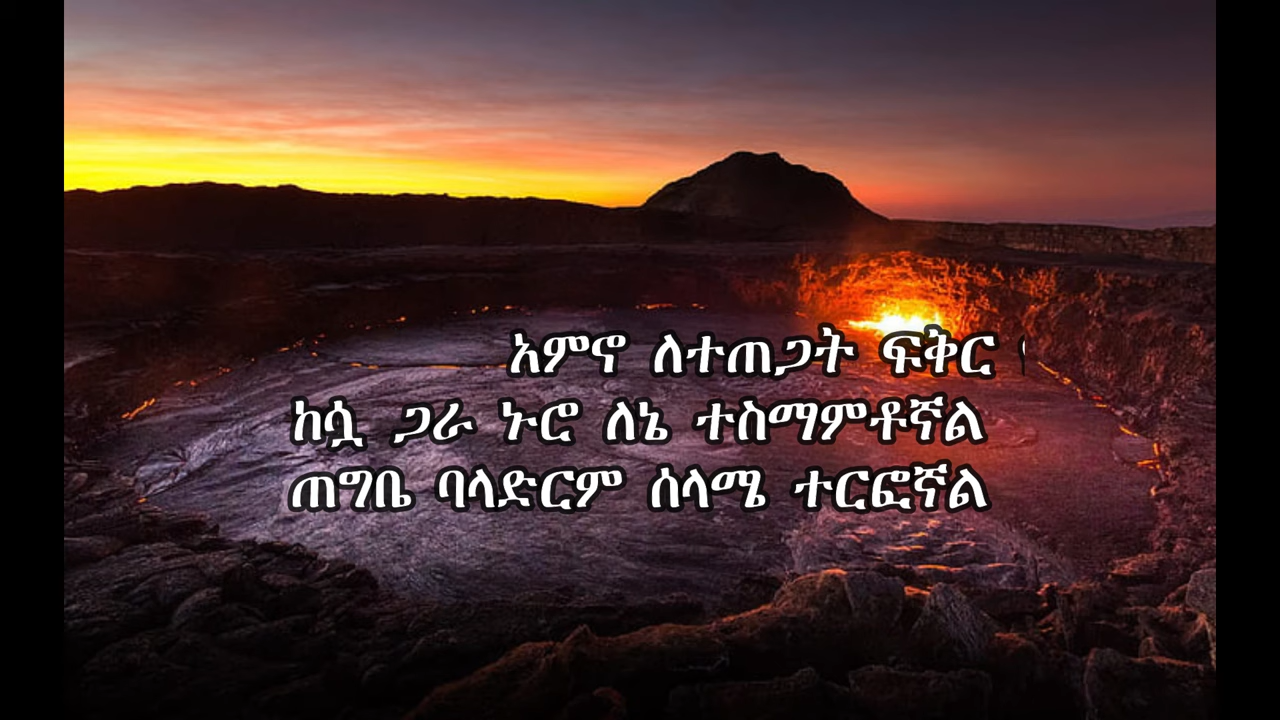 አምኖ ለተጠጋት ፍቅር
ከሷ ጋራ ኑሮ ለኔ ተስማምቶኛል
ጠግቤ ባላድርም ሰላሜ ተርፎኛል